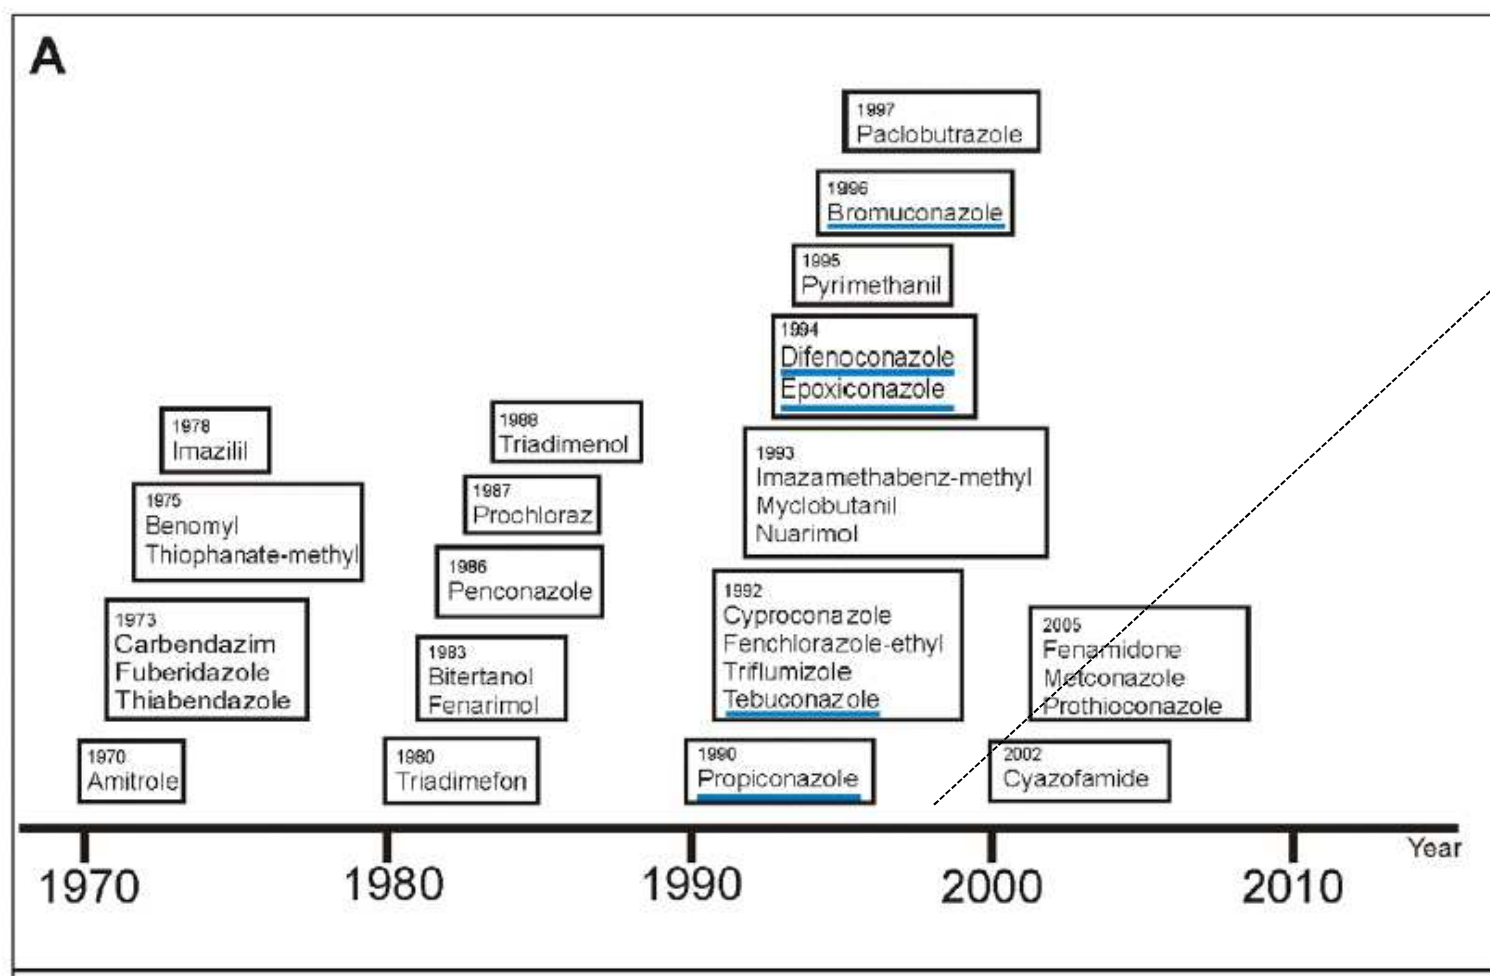 A
1997
Paclobutrazole
1996
Bromuconazole
1995
Pyrimethanil
1994
Difenoconazole
Epoxiconazole
1978
Imazilil
1988
Triadimenol
1993
Imazamethabenz-methyl
Myclobutanil
Nuarimol
1975
Benomyl
Thiophanate-methyl
1987
Prochloraz
1986
Penconazole
1992
Cyproconazole
Fenchlorazole-ethyl
Triflumizole
Tebuconazole
1973
Carbendazim
Fuberidazole
Thiabendazole
1983
Bitertanol
Fenarimol
2005
Fenamidone
Metconazole
Prothioconazole
1970
Amitrole
1980
Triadimefon
1990
Propiconazole
2002
Cyazofamide
Year
1970 1980 1990 2000 2010